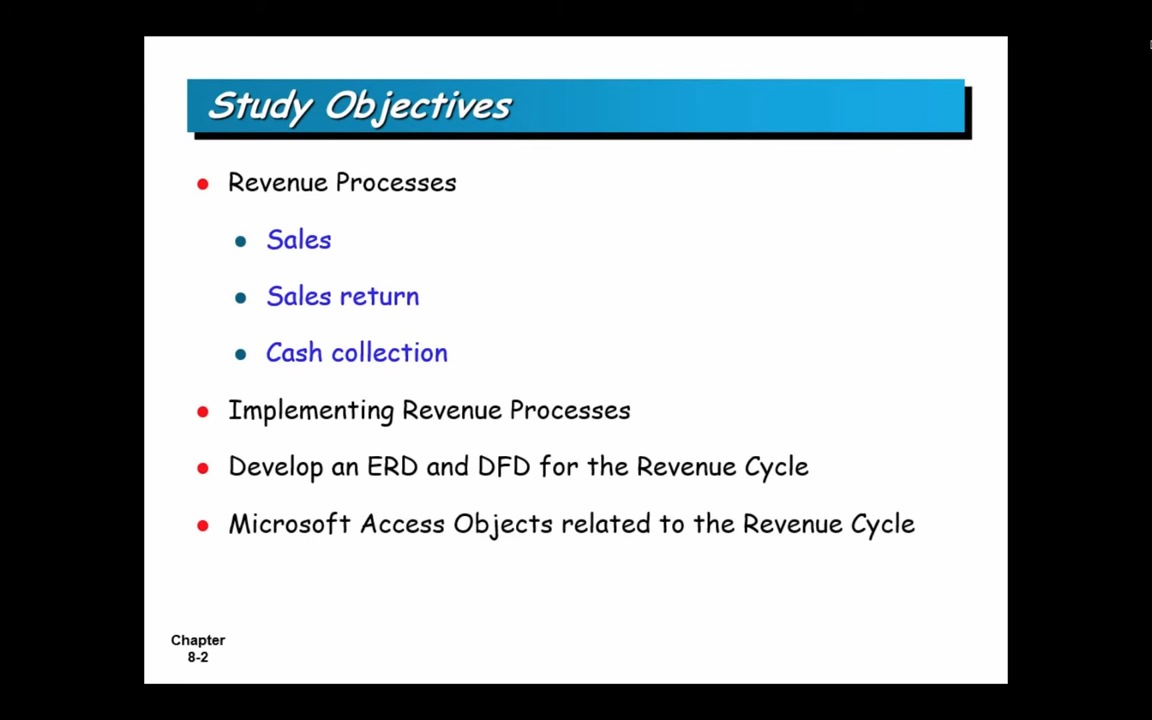 Study Objectives
Revenue Processes
Sales
Sales return
Cash collection
Implementing Revenue Processes
Develop an ERD and DFD for the Revenue Cycle
Microsoft Access Objects related to the Revenue Cycle
Chapter
8-2